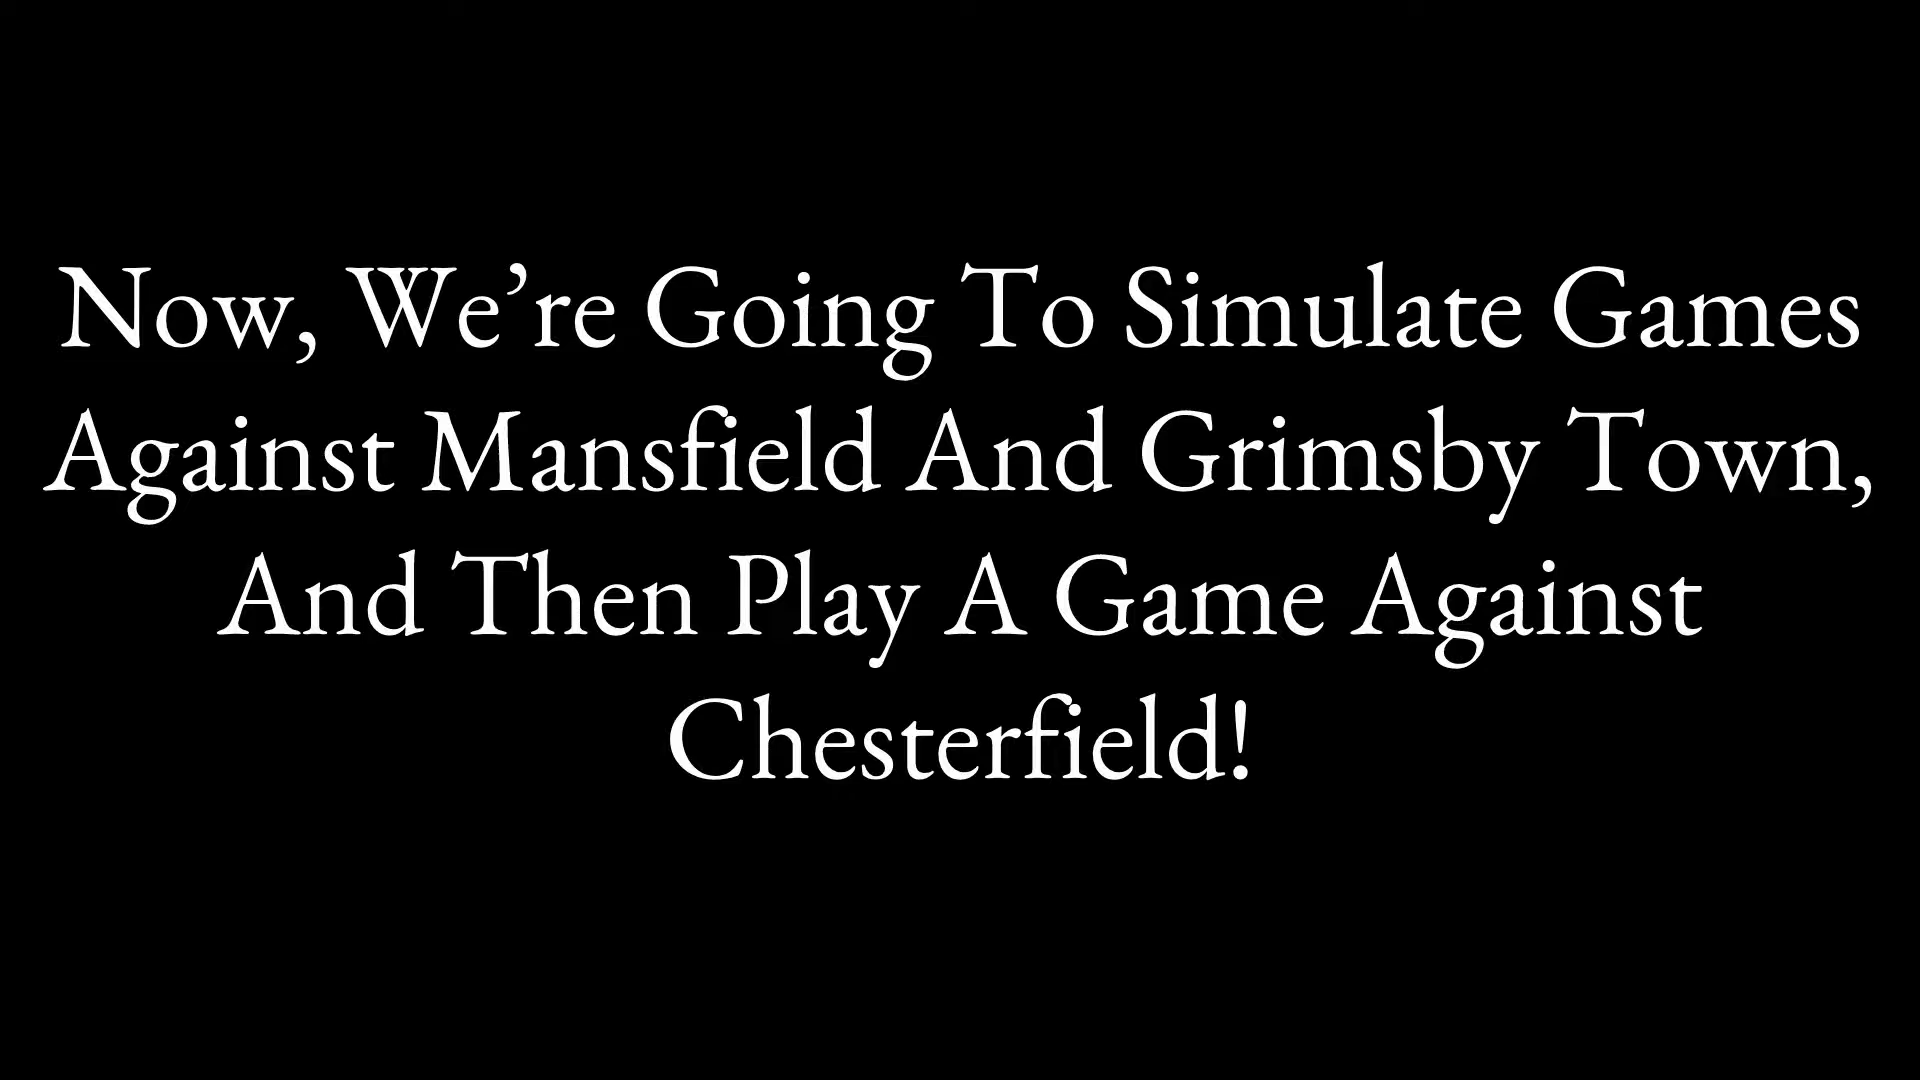 Now, We’re Going To Simulate Games
Against Mansfield And Grimsby Town,
And Then Play A Game Against
Chesterfield!